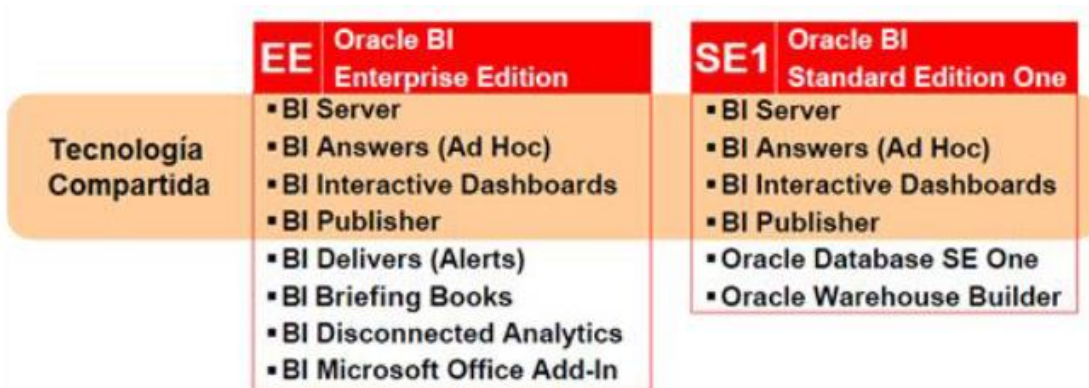 EE
Oracle BI
Enterprise Edition
▪ BI Server
▪ BI Answers (Ad Hoc)
▪ BI Interactive Dashboards
▪ BI Publisher
▪ BI Delivers (Alerts)
▪ BI Briefing Books
▪ BI Disconnected Analytics
▪ BI Microsoft Office Add-In
SE1
Oracle BI
Standard Edition One
▪ BI Server
▪ BI Answers (Ad Hoc)
▪ BI Interactive Dashboards
▪ BI Publisher
▪ Oracle Database SE One
▪ Oracle Warehouse Builder
Tecnología
Compartida